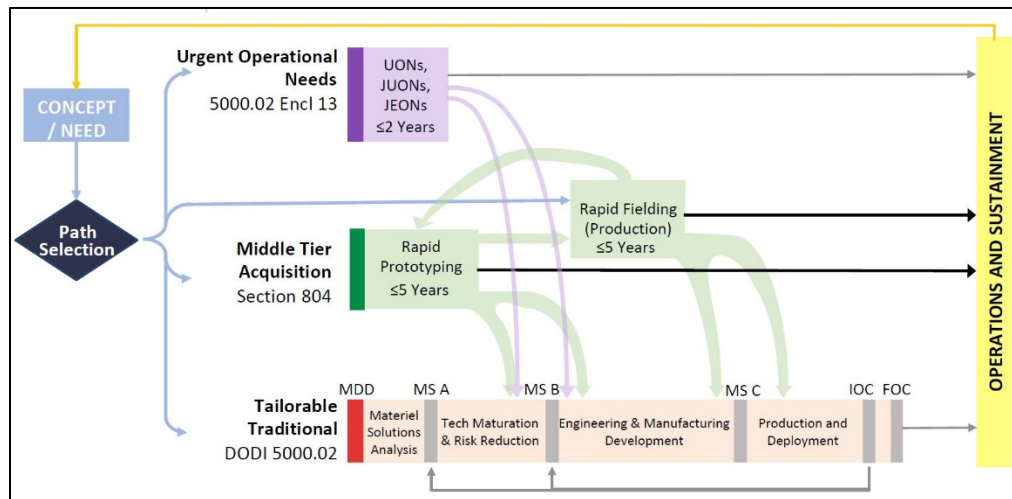 CONCEPT
/ NEED
Path
Selection
Urgent Operational
Needs
5000.02 Encl 13
UONs,
JUONs,
JEONs
≤2 Years
Middle Tier
Acquisition
Section 804
Rapid
Prototyping
≤5 Years
Rapid Fielding
(Production)
≤5 Years
Tailorable
Traditional
DODI 5000.02
MDD
MS A
MS B
MS C
IOC
FOC
Materiel
Solutions
Analysis
Tech Maturation
& Risk Reduction
Engineering & Manufacturing
Development
Production and
Deployment
OPERATIONS AND SUSTAINMENT